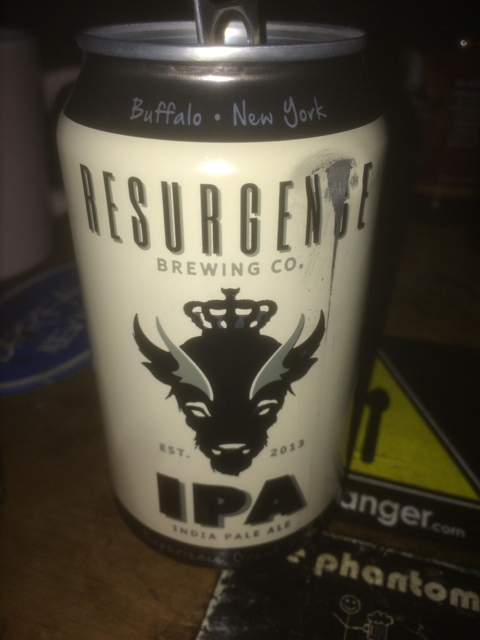 Buffalo • New York
RESURGENCE
BREWING CO.
EST. 2013
IPA
INDIA PALE ALE
anger.com
phantom